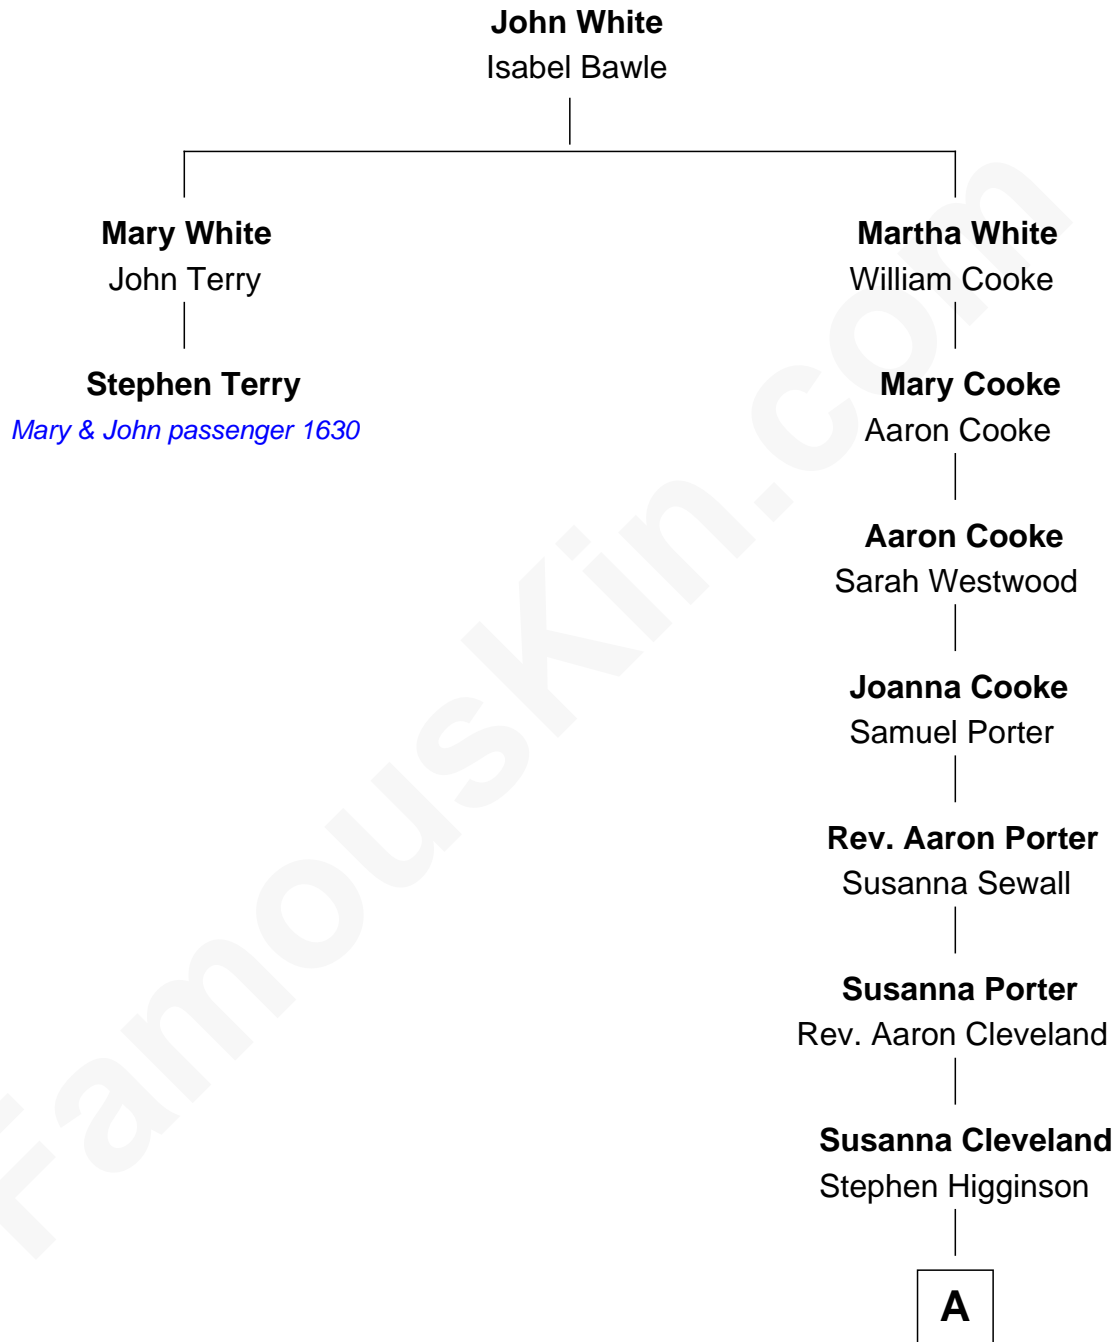 John White
Isabel Bawle
Mary White
John Terry
Martha White
William Cooke
Stephen Terry
Mary & John passenger 1630
Mary Cooke
Aaron Cooke
Aaron Cooke
Sarah Westwood
Joanna Cooke
Samuel Porter
Rev. Aaron Porter
Susanna Sewall
Susanna Porter
Rev. Aaron Cleveland
Susanna Cleveland
Stephen Higginson
A
FamousKin.com